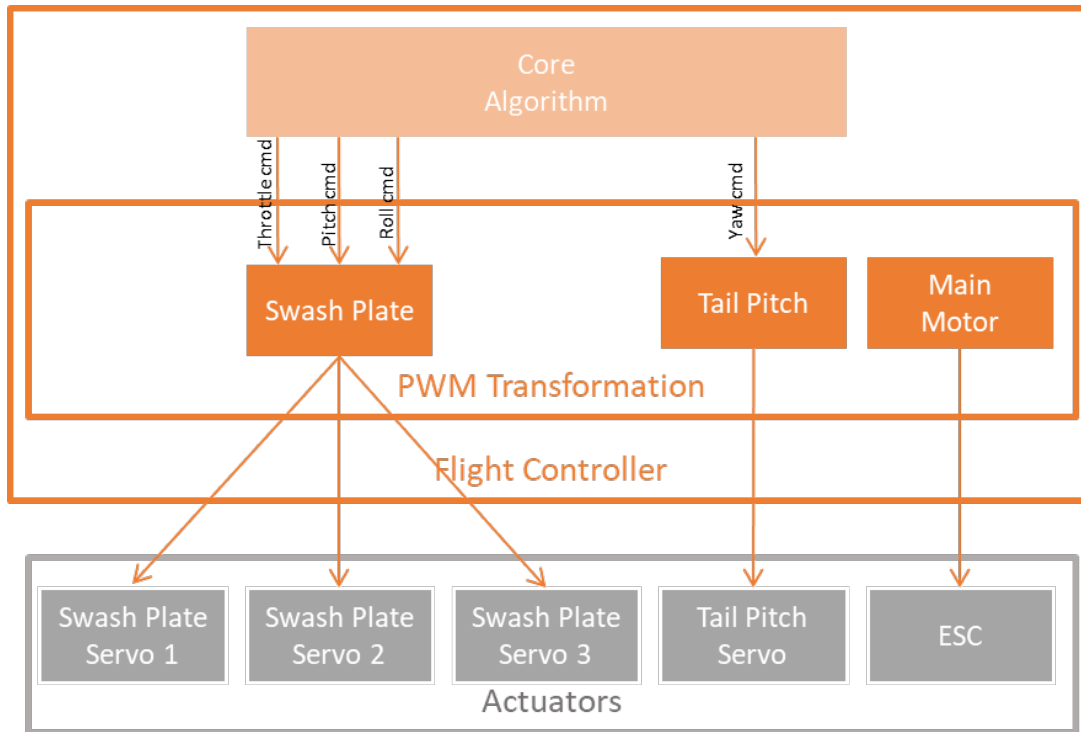 Core
Algorithm
Throttle cmd
Pitch cmd
Roll cmd
Yaw cmd
Swash Plate
Tail Pitch
Main
Motor
PWM Transformation
Flight Controller
Swash Plate
Servo 1
Swash Plate
Servo 2
Swash Plate
Servo 3
Tail Pitch
Servo
ESC
Actuators